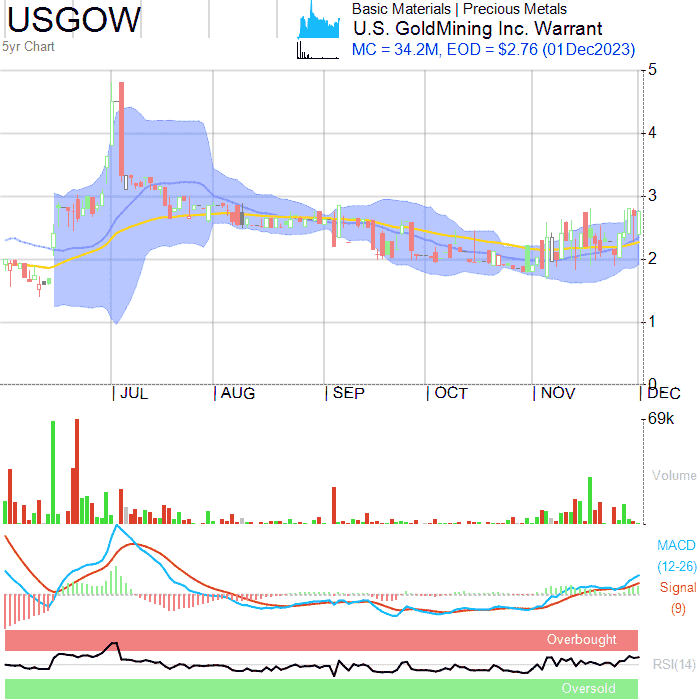 USGOW
5yr Chart
Basic Materials | Precious Metals
U.S. GoldMining Inc. Warrant
MC = 34.2M, EOD = $2.76 (01Dec2023)
5
4
3
2
1
0
JUL AUG SEP OCT NOV DEC
69k
Volume
MACD
(12-26)
Signal
(9)
Overbought
RSI(14)
Oversold